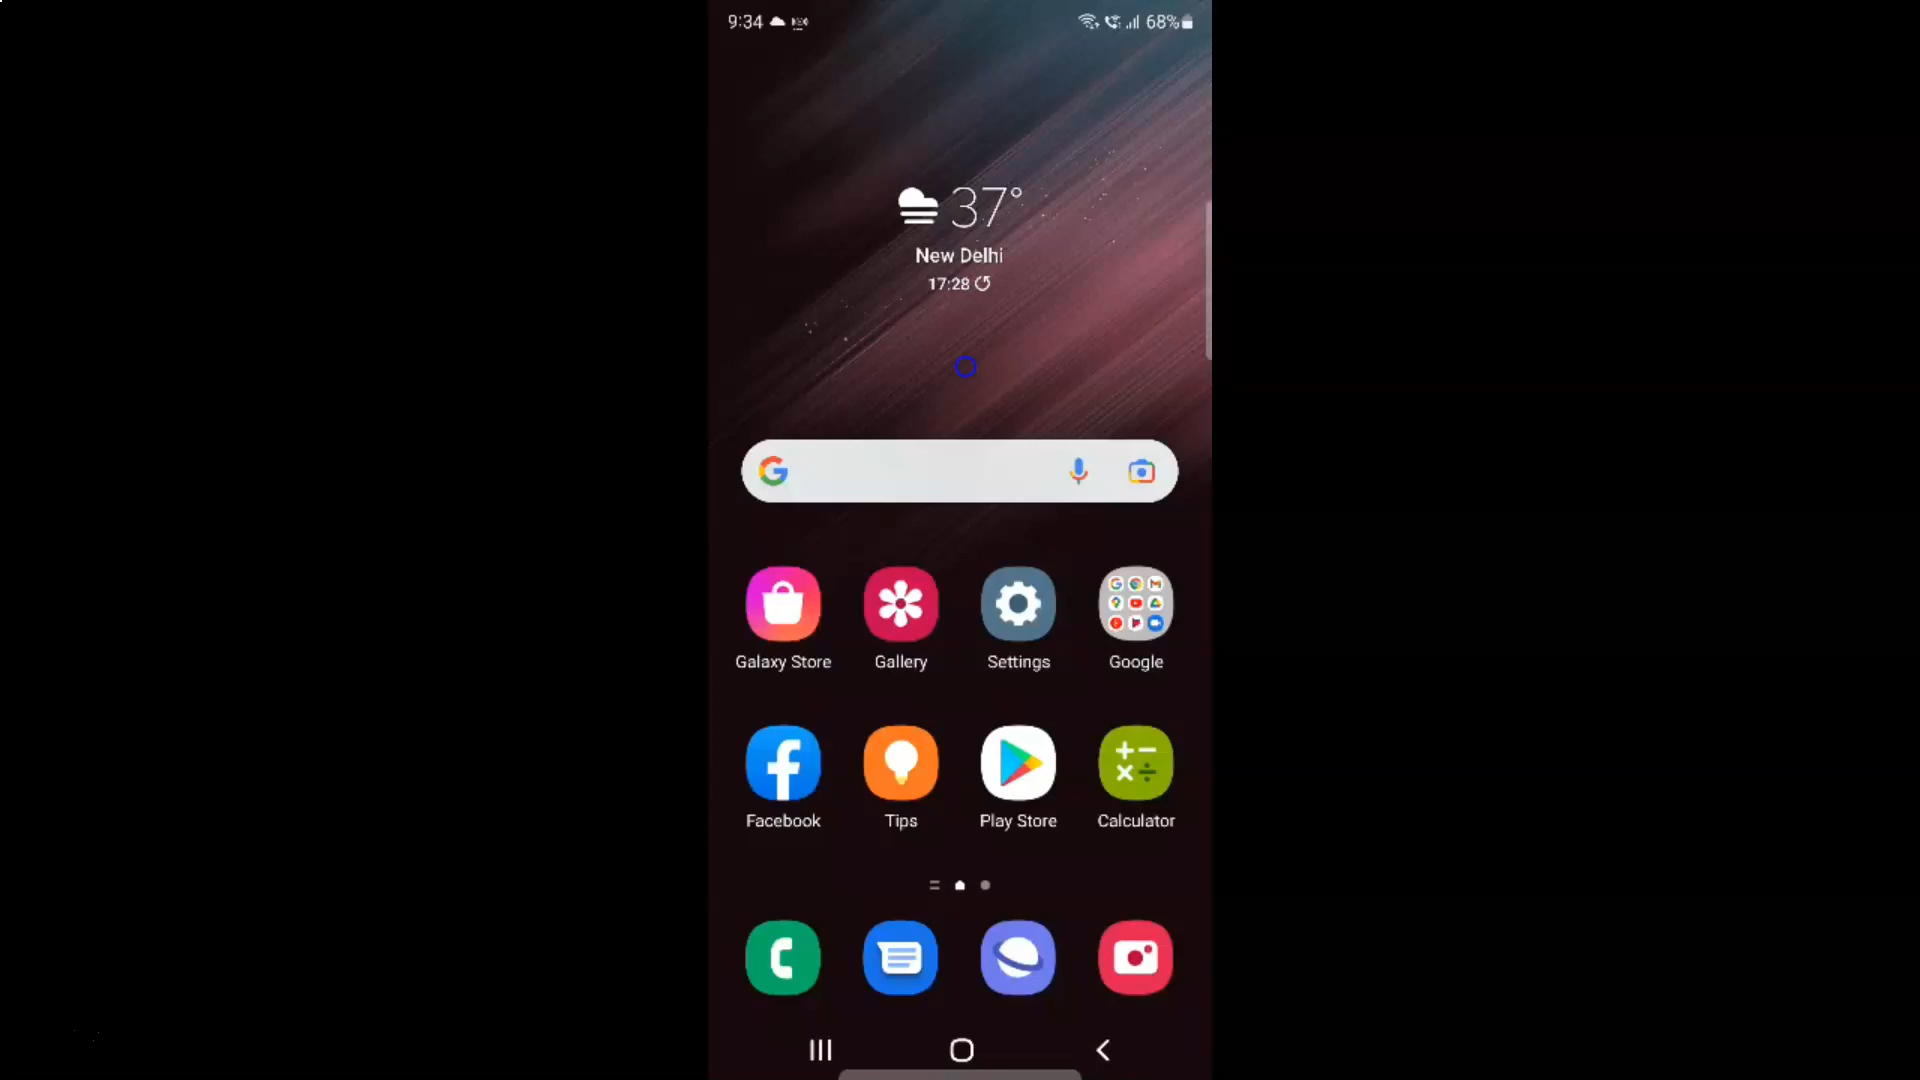 9:34
68%
37°
New Delhi
17:28
Galaxy Store
Gallery
Settings
Google
Facebook
Tips
Play Store
Calculator